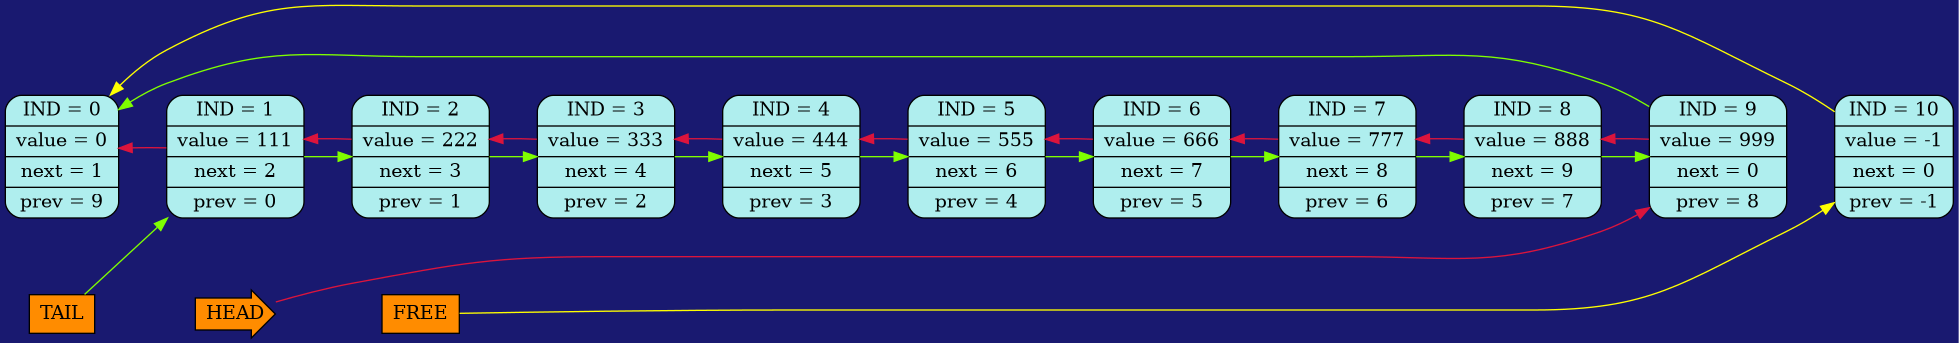 IND = 0
value = 0
next = 1
prev = 9
IND = 1
value = 111
next = 2
prev = 0
IND = 2
value = 222
next = 3
prev = 1
IND = 3
value = 333
next = 4
prev = 2
IND = 4
value = 444
next = 5
prev = 3
IND = 5
value = 555
next = 6
prev = 4
IND = 6
value = 666
next = 7
prev = 5
IND = 7
value = 777
next = 8
prev = 6
IND = 8
value = 888
next = 9
prev = 7
IND = 9
value = 999
next = 0
prev = 8
IND = 10
value = -1
next = 0
prev = -1
TAIL
HEAD
FREE